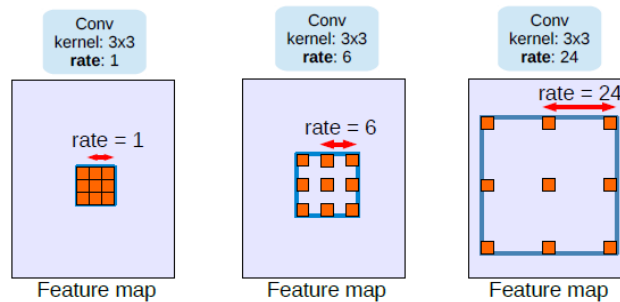 Conv
kernel: 3x3
rate: 1
rate = 1
Feature map
Conv
kernel: 3x3
rate: 6
rate = 6
Feature map
Conv
kernel: 3x3
rate: 24
rate = 24
Feature map